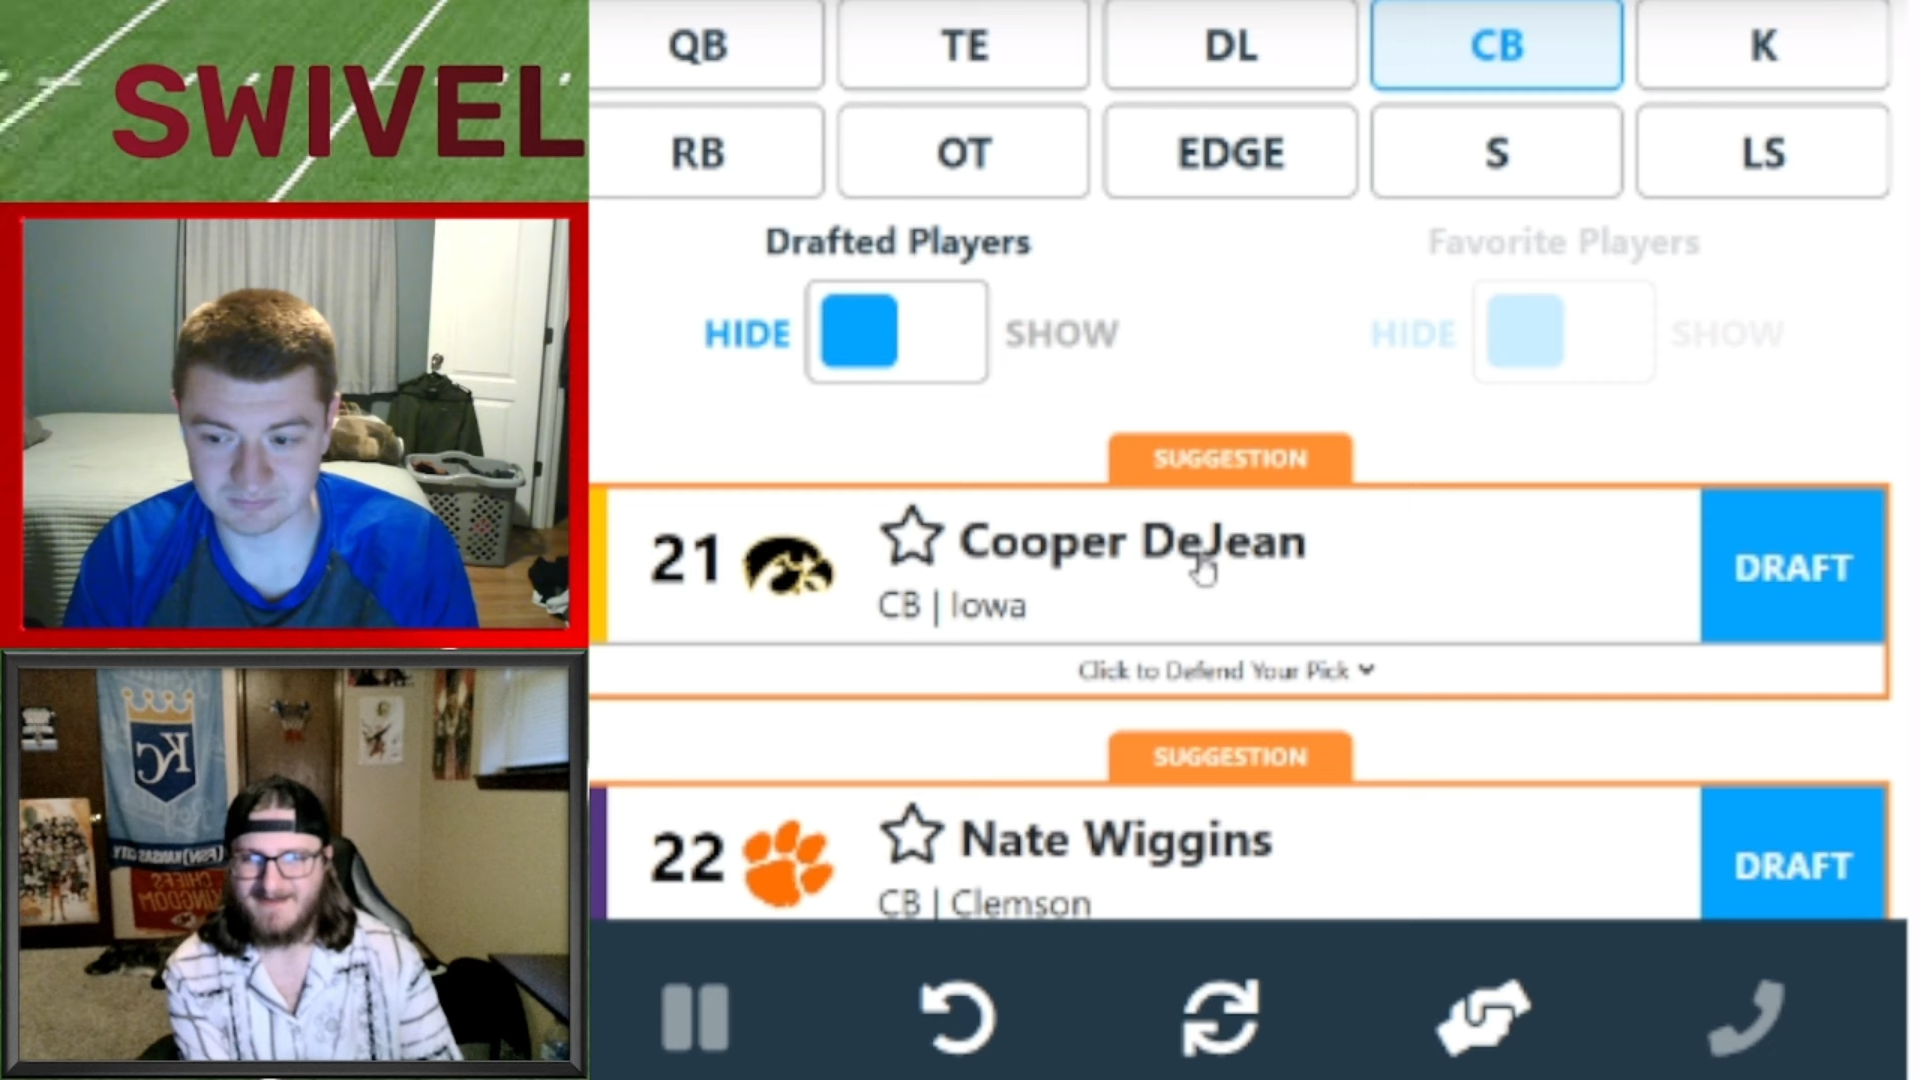 SWIVEL
QB
TE
DL
CB
K
RB
OT
EDGE
S
LS
Drafted Players
Favorite Players
HIDE
SHOW
HIDE
SHOW
SUGGESTION
21
Cooper DeJean
CB | Iowa
DRAFT
Click to Defend Your Pick
SUGGESTION
22
Nate Wiggins
CB | Clemson
DRAFT
KC